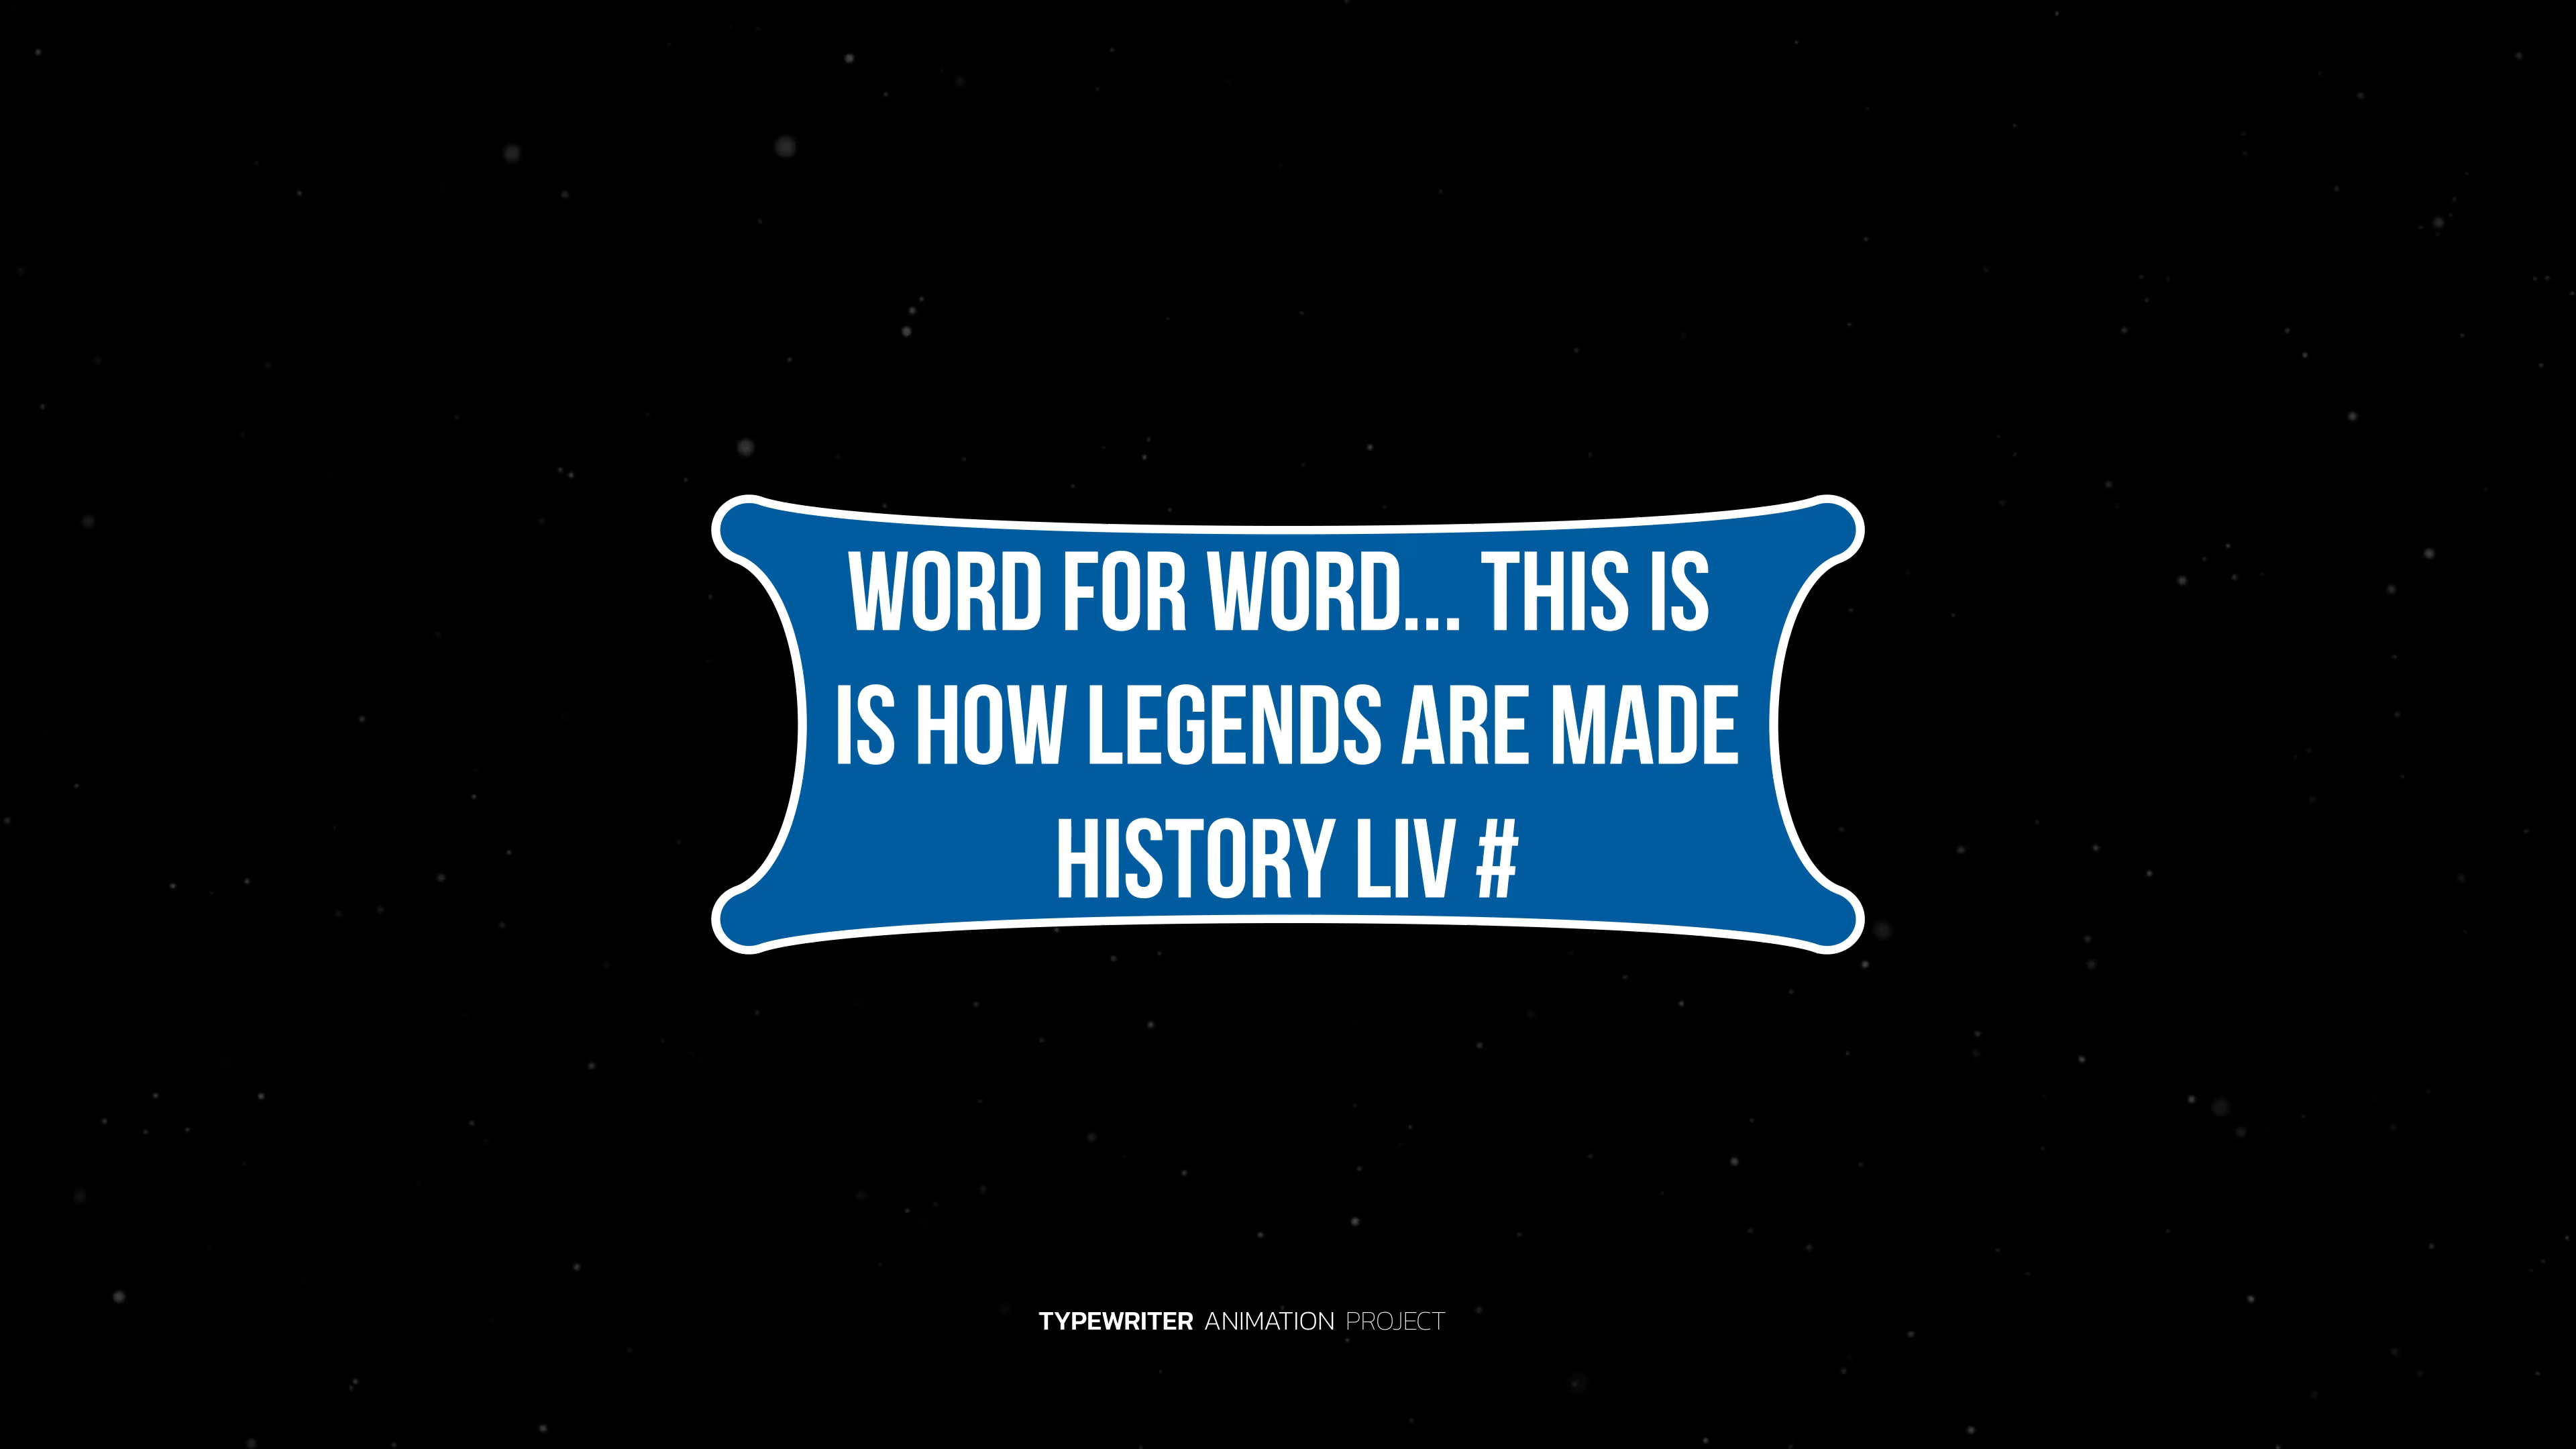 WORD FOR WORD... THIS IS
IS HOW LEGENDS ARE MADE
HISTORY LIV #
TYPEWRITER ANIMATION PROJECT